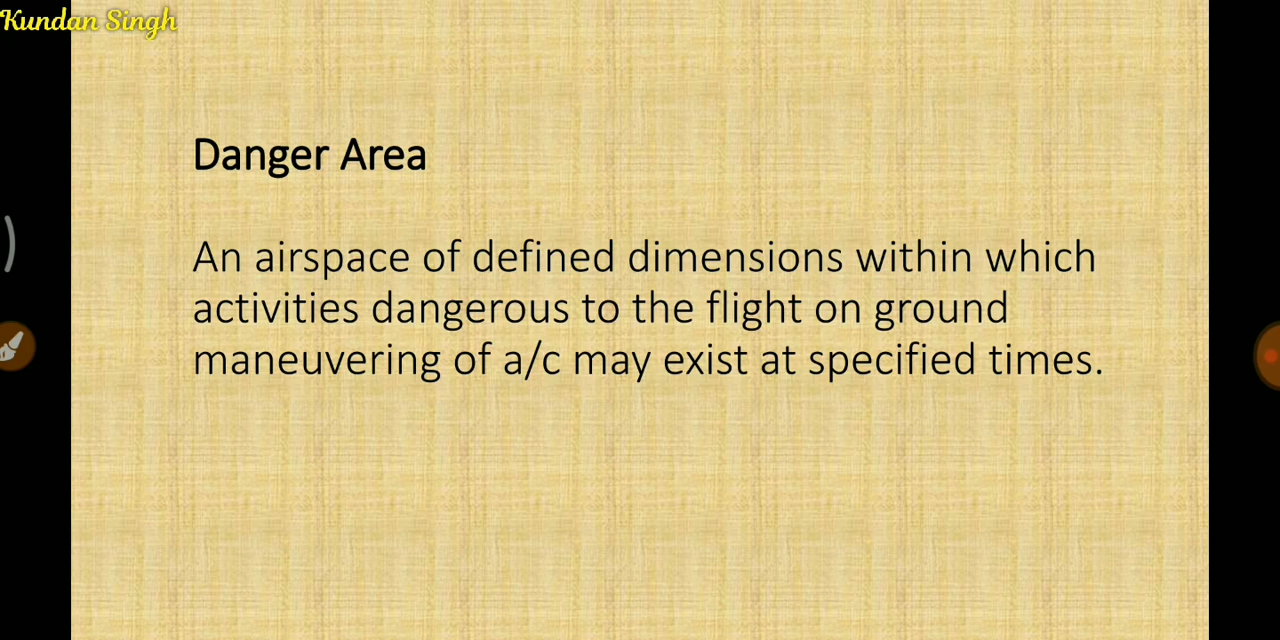 Kundan Singh
Danger Area
An airspace of defined dimensions within which
activities dangerous to the flight on ground
maneuvering of a/c may exist at specified times.